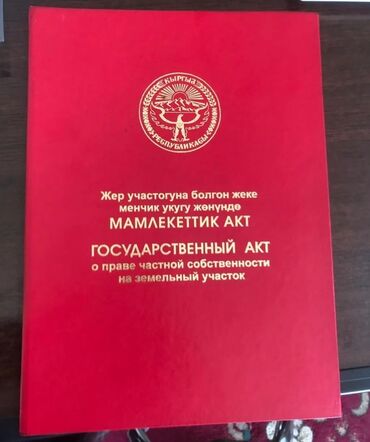 КЫРГЫЗ
РЕСПУБЛИКАСЫ
Жер участогуна болгон жеке
менчик укугу жөнүндө
МАМЛЕКЕТТИК АКТ
ГОСУДАРСТВЕННЫЙ АКТ
о праве частной собственности
на земельный участок